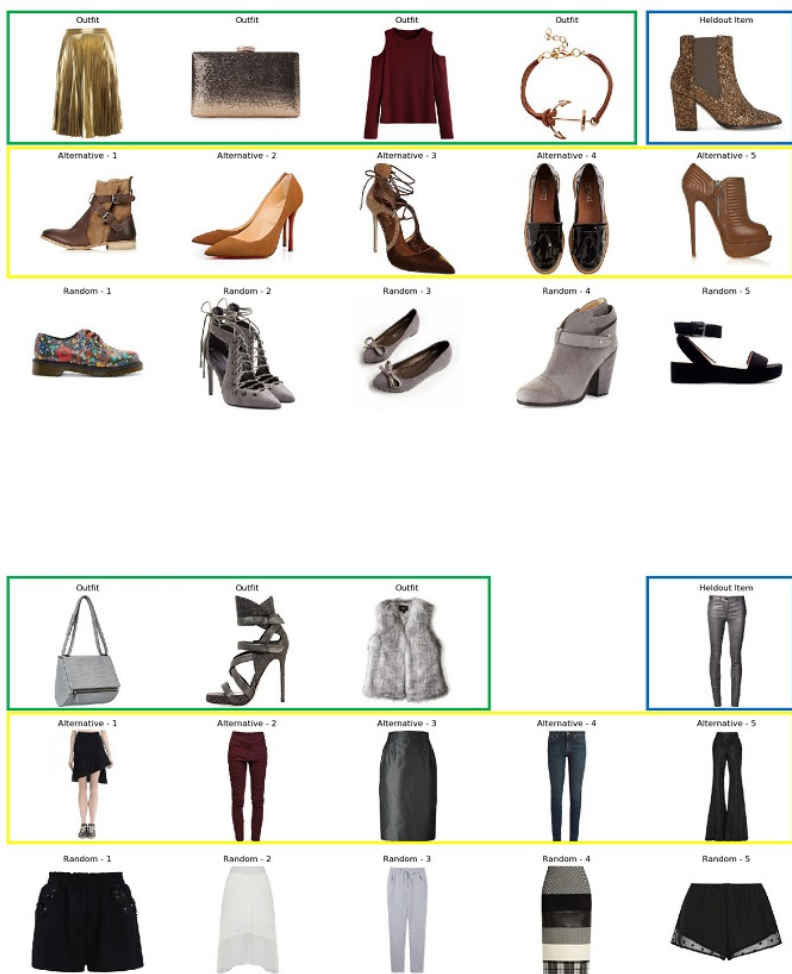 Outfit Outfit Outfit Outfit Heldout Item
Alternative - 1 Alternative - 2 Alternative - 3 Alternative - 4 Alternative - 5
Random - 1 Random - 2 Random - 3 Random - 4 Random - 5
Outfit Outfit Outfit Heldout Item
Alternative - 1 Alternative - 2 Alternative - 3 Alternative - 4 Alternative - 5
Random - 1 Random - 2 Random - 3 Random - 4 Random - 5